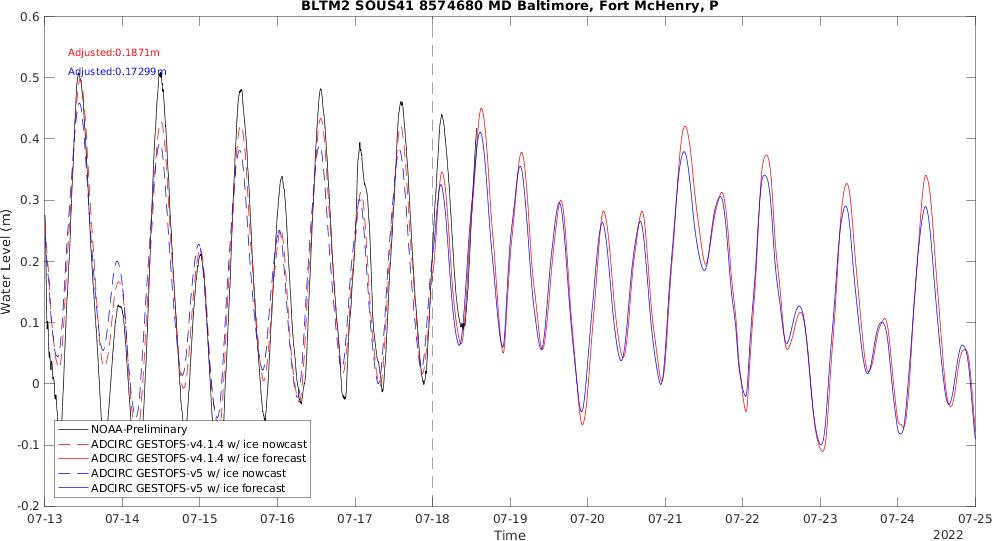 BLTM2 SOUS41 8574680 MD Baltimore, Fort McHenry, P
Adjusted:0.1871m
Adjusted:0.17299m
0.6
0.5
0.4
0.3
0.2
0.1
0
-0.1
-0.2
Water Level (m)
NOAA-Preliminary
ADCIRC GESTOFS-v4.1.4 w/ ice nowcast
ADCIRC GESTOFS-v4.1.4 w/ ice forecast
ADCIRC GESTOFS-v5 w/ ice nowcast
ADCIRC GESTOFS-v5 w/ ice forecast
07-13 07-14 07-15 07-16 07-17 07-18 07-19 07-20 07-21 07-22 07-23 07-24 07-25
Time
2022